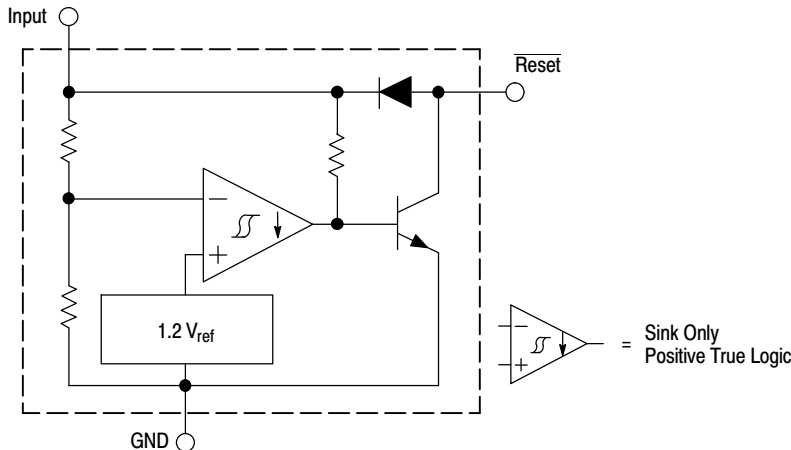 Input
Reset
−
+
1.2 Vref
GND
−
+
= Sink Only
Positive True Logic